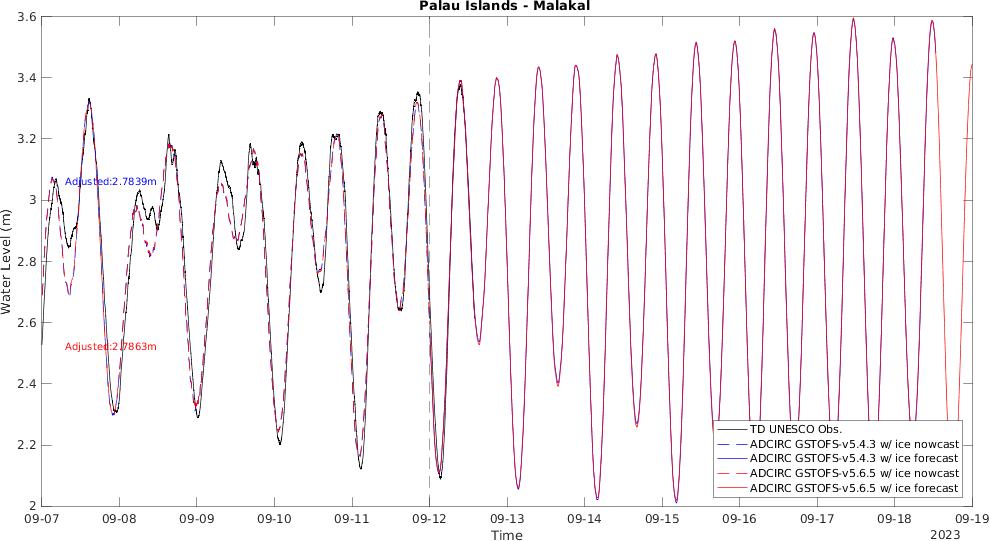 Palau Islands - Malakal
3.6
3.4
3.2
3
2.8
2.6
2.4
2.2
2
Water Level (m)
Adjusted:2.7839m
Adjusted:2.7863m
TD UNESCO Obs.
ADCIRC GSTOFS-v5.4.3 w/ ice nowcast
ADCIRC GSTOFS-v5.4.3 w/ ice forecast
ADCIRC GSTOFS-v5.6.5 w/ ice nowcast
ADCIRC GSTOFS-v5.6.5 w/ ice forecast
09-07 09-08 09-09 09-10 09-11 09-12 09-13 09-14 09-15 09-16 09-17 09-18 09-19
Time
2023